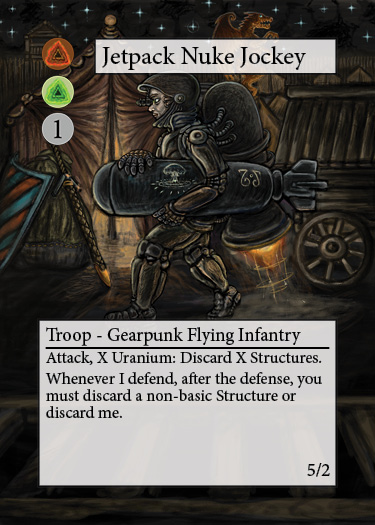 Jetpack Nuke Jockey
1
Troop - Gearpunk Flying Infantry
Attack, X Uranium: Discard X Structures.
Whenever I defend, after the defense, you
must discard a non-basic Structure or
discard me.
5/2